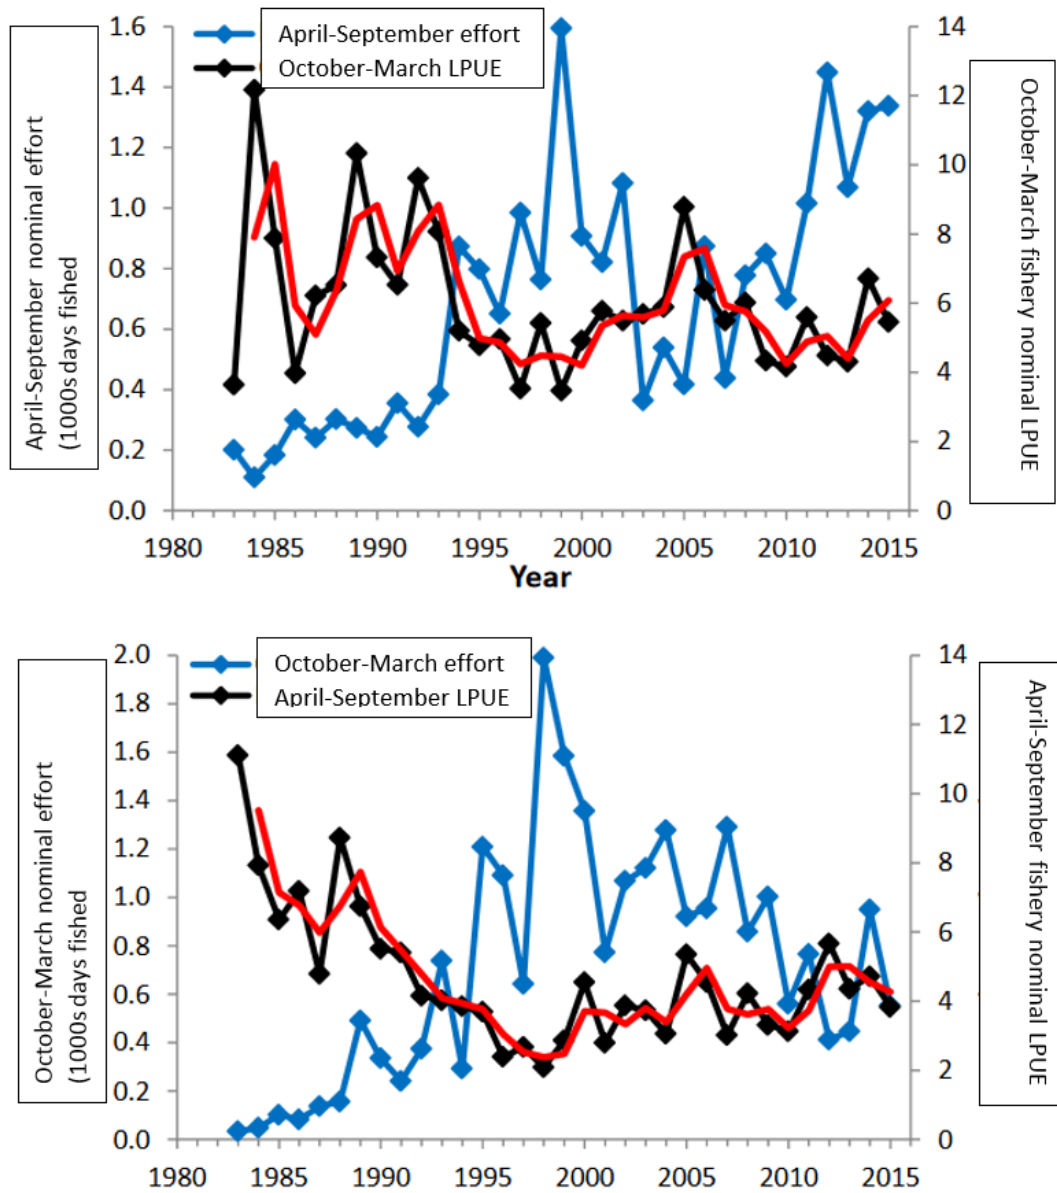 April-September effort
October-March LPUE
April-September nominal effort
(1000s days fished
1.6
1.4
1.2
1.0
0.8
0.6
0.4
0.2
0.0
14
12
10
8
6
4
2
0
October-March fishery nominal LPUE
1980 1985 1990 1995 2000 2005 2010 2015
Year
October-March effort
April-September LPUE
October-March nominal effort
(1000s days fished
2.0
1.8
1.6
1.4
1.2
1.0
0.8
0.6
0.4
0.2
0.0
14
12
10
8
6
4
2
0
April-September fishery nominal LPUE
1980 1985 1990 1995 2000 2005 2010 2015